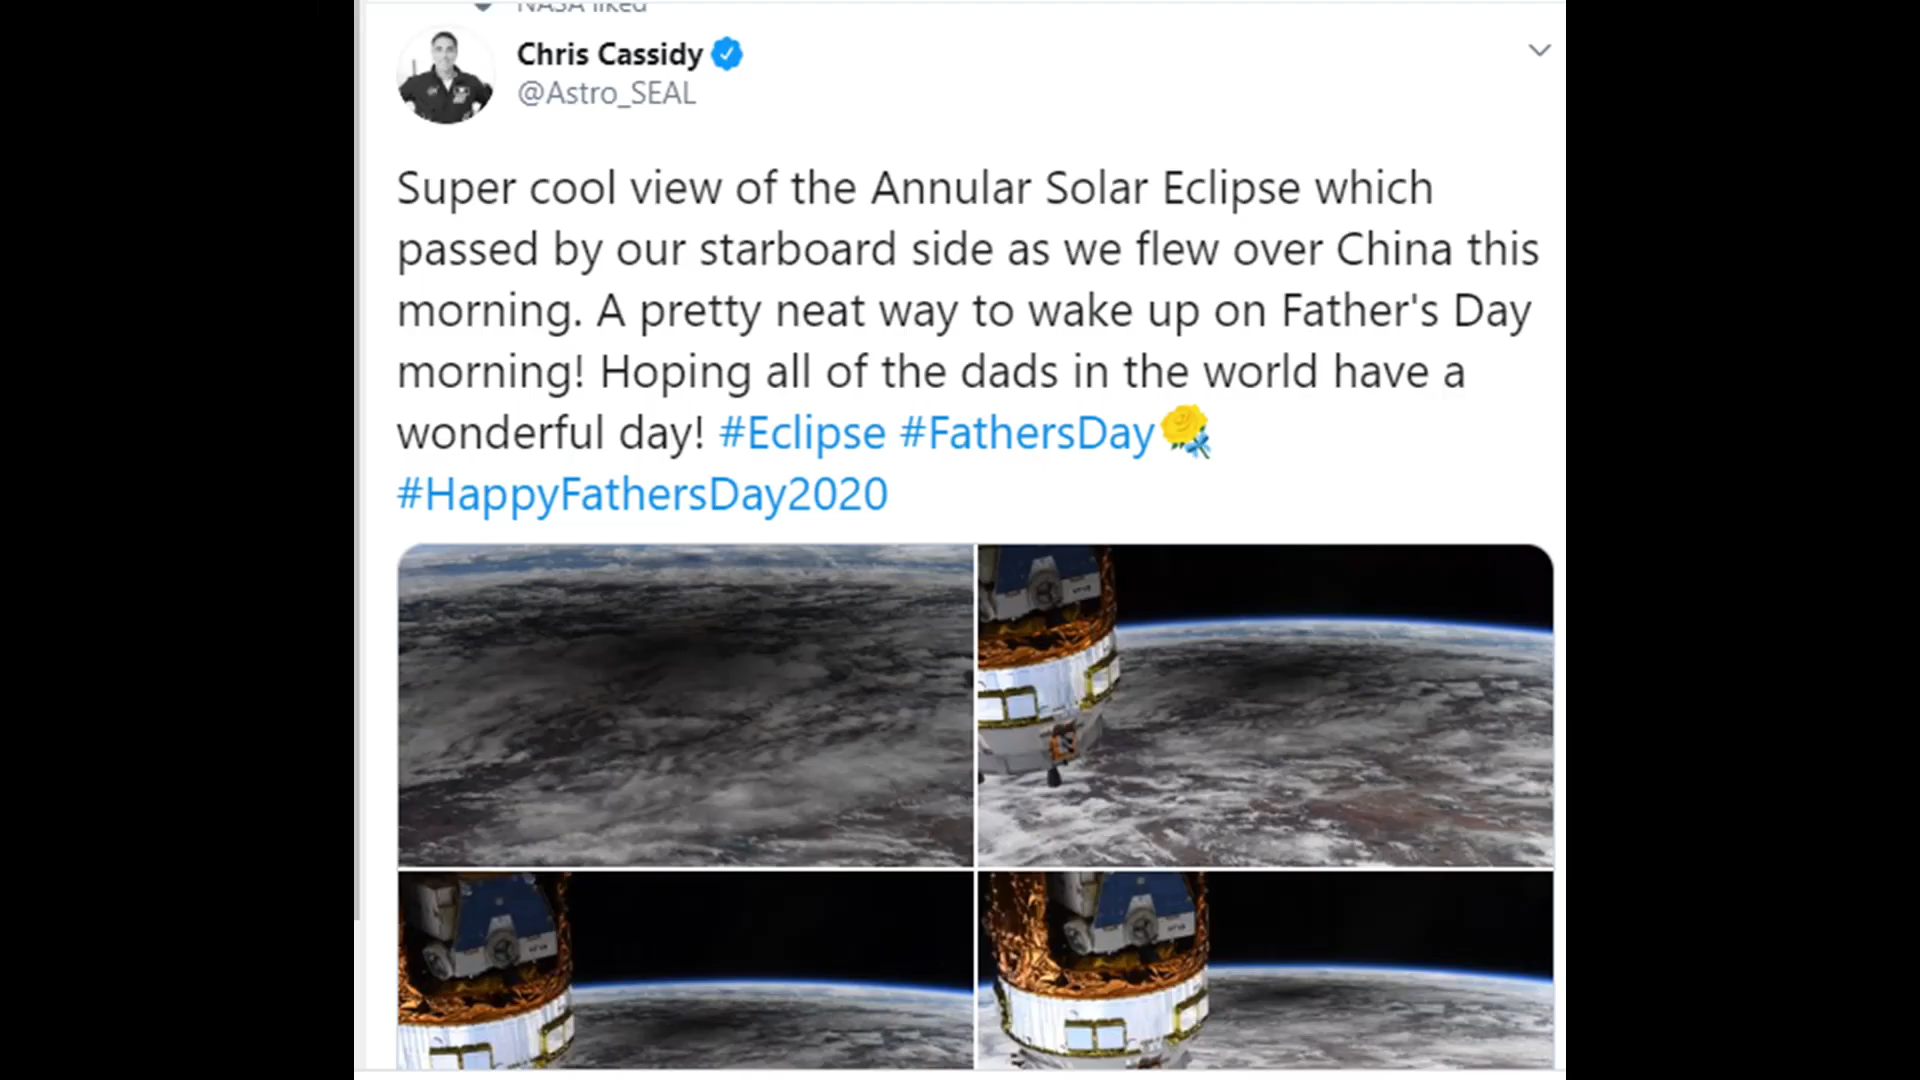 NASA liked
Chris Cassidy
@Astro_SEAL
Super cool view of the Annular Solar Eclipse which
passed by our starboard side as we flew over China this
morning. A pretty neat way to wake up on Father's Day
morning! Hoping all of the dads in the world have a
wonderful day! #Eclipse #FathersDay
#HappyFathersDay2020